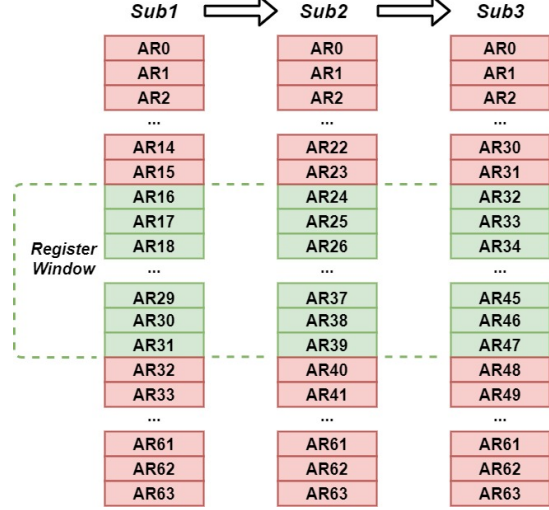 Sub1 Sub2 Sub3
AR0 AR0 AR0
AR1 AR1 AR1
AR2 AR2 AR2
... ... ...
AR14 AR22 AR30
AR15 AR23 AR31
AR16 AR24 AR32
AR17 AR25 AR33
AR18 AR26 AR34
Register
Window
... ... ...
AR29 AR37 AR45
AR30 AR38 AR46
AR31 AR39 AR47
AR32 AR40 AR48
AR33 AR41 AR49
... ... ...
AR61 AR61 AR61
AR62 AR62 AR62
AR63 AR63 AR63